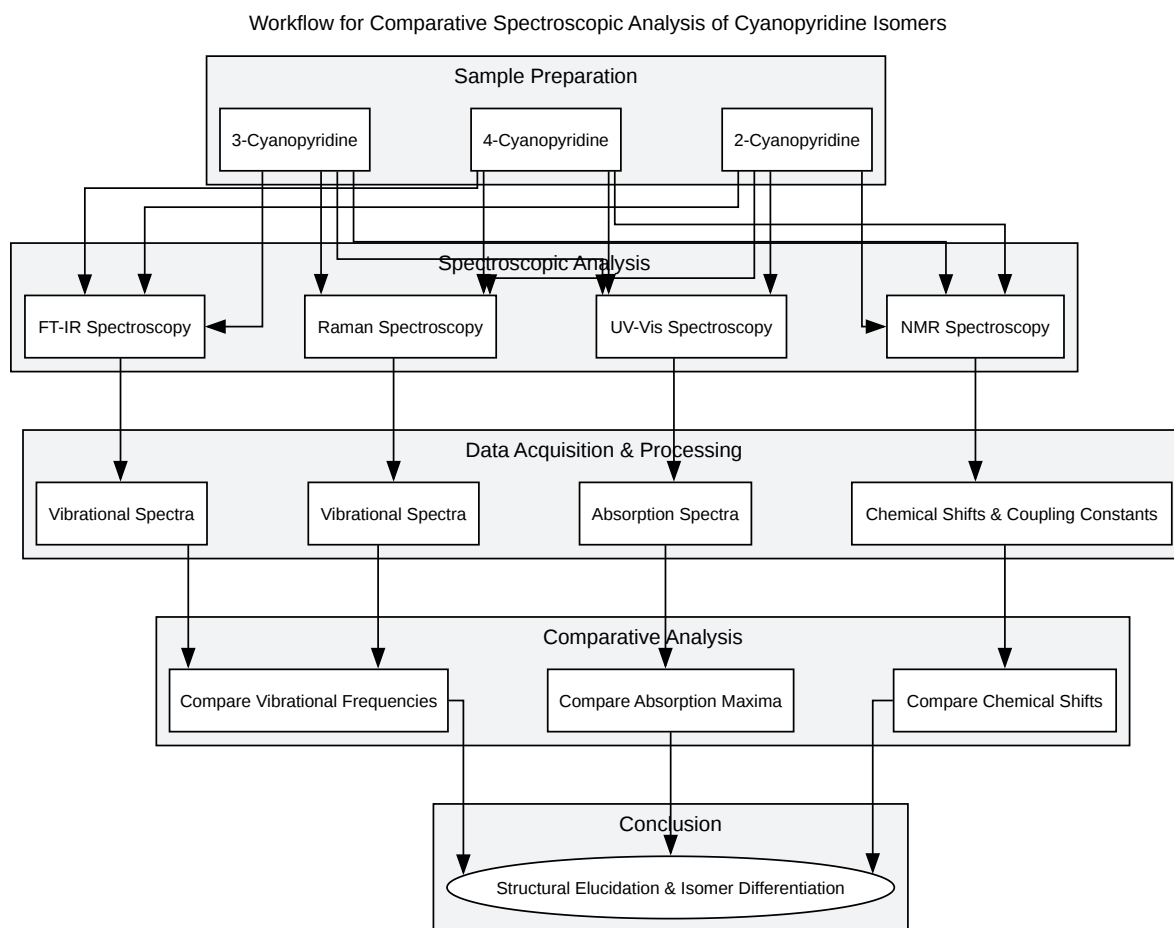 Workflow for Comparative Spectroscopic Analysis of Cyanopyridine Isomers
Sample Preparation
3-Cyanopyridine
4-Cyanopyridine
2-Cyanopyridine
Spectroscopic Analysis
FT-IR Spectroscopy
Raman Spectroscopy
UV-Vis Spectroscopy
NMR Spectroscopy
Data Acquisition & Processing
Vibrational Spectra
Vibrational Spectra
Absorption Spectra
Chemical Shifts & Coupling Constants
Comparative Analysis
Compare Vibrational Frequencies
Compare Absorption Maxima
Compare Chemical Shifts
Conclusion
Structural Elucidation & Isomer Differentiation